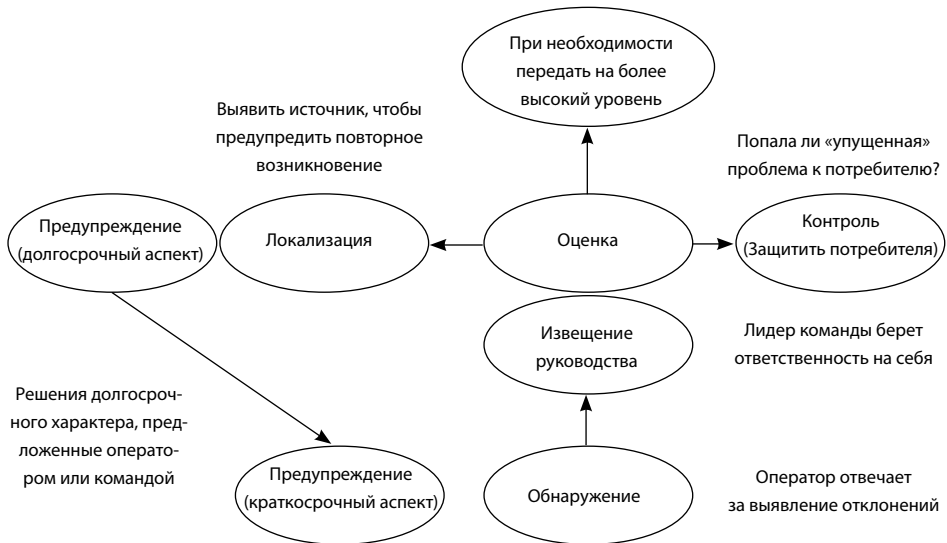 При необходимости
передать на более
высокий уровень
Выявить источник, чтобы
предупредить повторное
возникновение
Попала ли «упущенная»
проблема к потребителю?
Предупреждение
(долгосрочный аспект)
Локализация
Оценка
Контроль
(Защитить потребителя)
Извещение
руководства
Лидер команды берет
ответственность на себя
Решения долгосроч-
ного характера, пред-
ложенные операто-
ром или командой
Предупреждение
(краткосрочный аспект)
Обнаружение
Оператор отвечает
за выявление отклонений